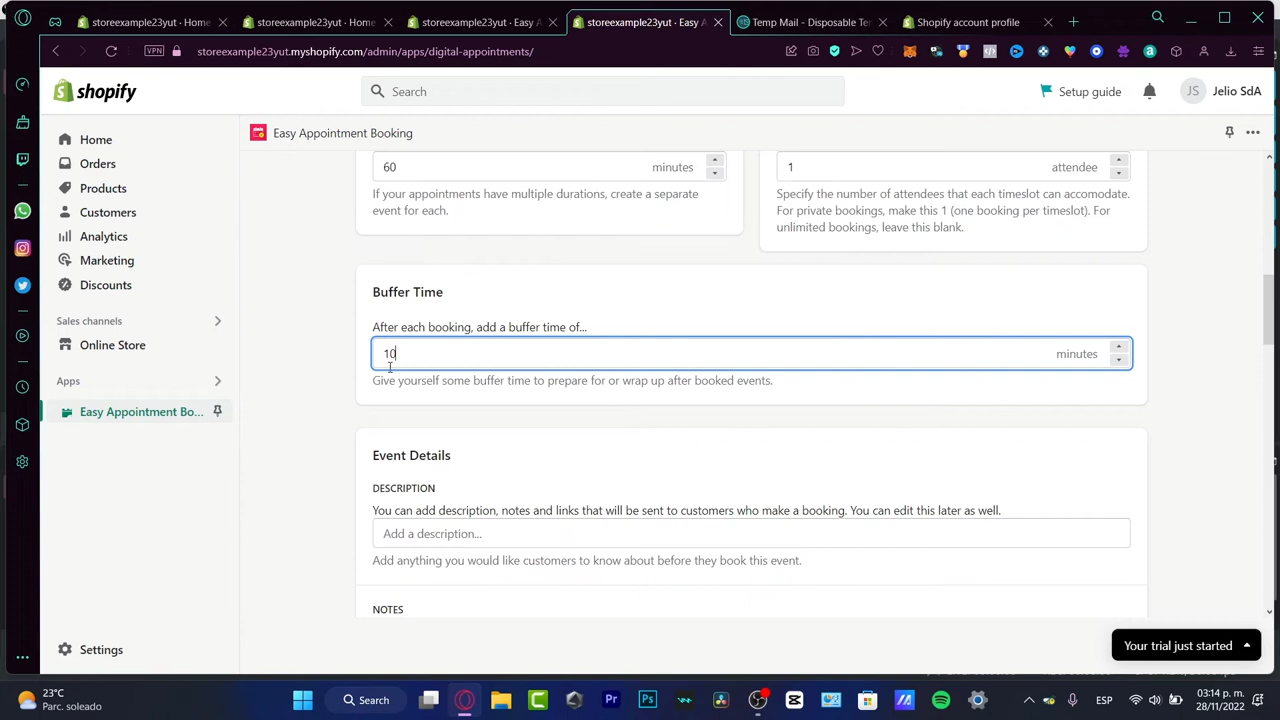 storeexample23yut · Home
storeexample23yut · Home
storeexample23yut · Easy A
storeexample23yut · Easy A
Temp Mail - Disposable Te
Shopify account profile
VPN
storeexample23yut.myshopify.com/admin/apps/digital-appointments/
shopify
Search
Setup guide
JS
Jelio SdA
Home
Orders
Products
Customers
Analytics
Marketing
Discounts
Sales channels
Online Store
Apps
Easy Appointment Bo...
Settings
Easy Appointment Booking
60 minutes
If your appointments have multiple durations, create a separate
event for each.
1 attendee
Specify the number of attendees that each timeslot can accomodate.
For private bookings, make this 1 (one booking per timeslot). For
unlimited bookings, leave this blank.
Buffer Time
After each booking, add a buffer time of...
10 minutes
Give yourself some buffer time to prepare for or wrap up after booked events.
Event Details
DESCRIPTION
You can add description, notes and links that will be sent to customers who make a booking. You can edit this later as well.
Add a description...
Add anything you would like customers to know about before they book this event.
NOTES
Your trial just started
23°C
Parc. soleado
Search
Pr
Ps
ESP
03:14 p. m.
28/11/2022